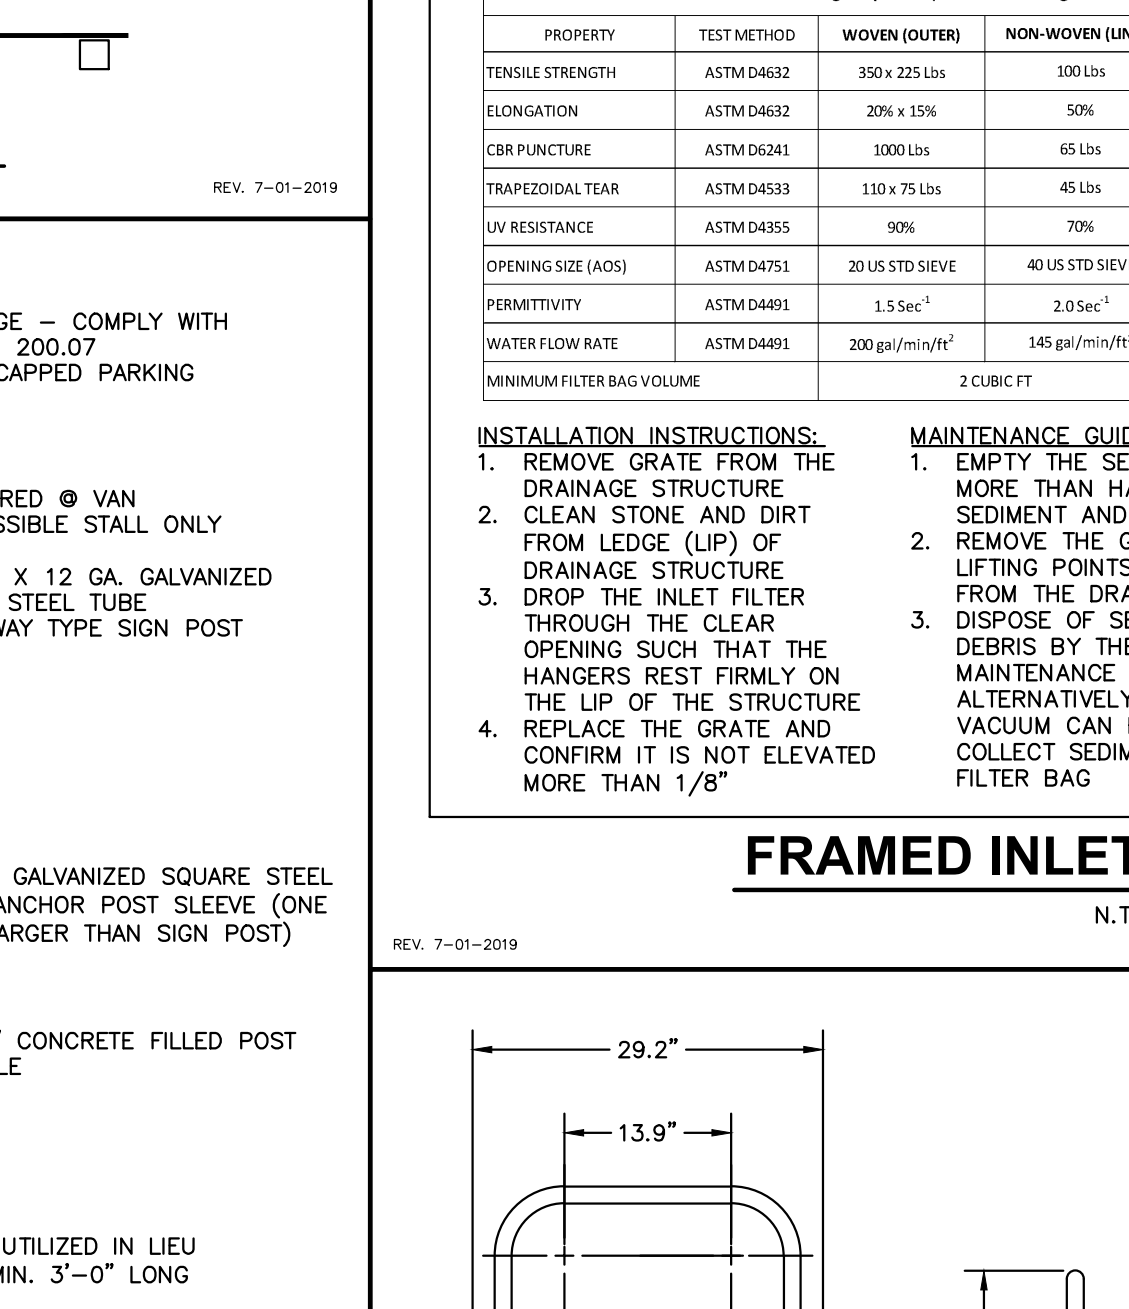 REV. 7-01-2019
COMPLY WITH
200.07
PARKING
@ VAN
STALL ONLY
X 12 GA. GALVANIZED
STEEL TUBE
TYPE SIGN POST
GALVANIZED SQUARE STEEL
ANCHOR POST SLEEVE (ONE
THAN SIGN POST)
CONCRETE FILLED POST
UTILIZED IN LIEU
MIN. 3'-0" LONG
PROPERTY TEST METHOD WOVEN (OUTER) NON-WOVEN
TENSILE STRENGTH ASTM D4632 350 x 225 Lbs 100 Lbs
ELONGATION ASTM D4632 20% x 15% 50%
CBR PUNCTURE ASTM D6241 1000 Lbs 65 Lbs
TRAPEZOIDAL TEAR ASTM D4533 110 x 75 Lbs 45 Lbs
UV RESISTANCE ASTM D4355 90% 70%
OPENING SIZE (AOS) ASTM D4751 20 US STD SIEVE 40 US STD SIEV
PERMITTIVITY ASTM D4491 1.5 Sec-1 2.0 Sec-1
WATER FLOW RATE ASTM D4491 200 gal/min/ft2 145 gal/min/ft
MINIMUM FILTER BAG VOLUME 2 CUBIC FT
INSTALLATION INSTRUCTIONS:
1. REMOVE GRATE FROM THE
DRAINAGE STRUCTURE
2. CLEAN STONE AND DIRT
FROM LEDGE (LIP) OF
DRAINAGE STRUCTURE
3. DROP THE INLET FILTER
THROUGH THE CLEAR
OPENING SUCH THAT THE
HANGERS REST FIRMLY ON
THE LIP OF THE STRUCTURE
4. REPLACE THE GRATE AND
CONFIRM IT IS NOT ELEVATED
MORE THAN 1/8"
MAINTENANCE GUID
1. EMPTY THE SE
MORE THAN HA
SEDIMENT AND
2. REMOVE THE G
LIFTING POINTS
FROM THE DRA
3. DISPOSE OF SE
DEBRIS BY THE
MAINTENANCE
ALTERNATIVELY
VACUUM CAN
COLLECT SEDIM
FILTER BAG
FRAMED INLET
N.T
REV. 7-01-2019
29.2"
13.9"